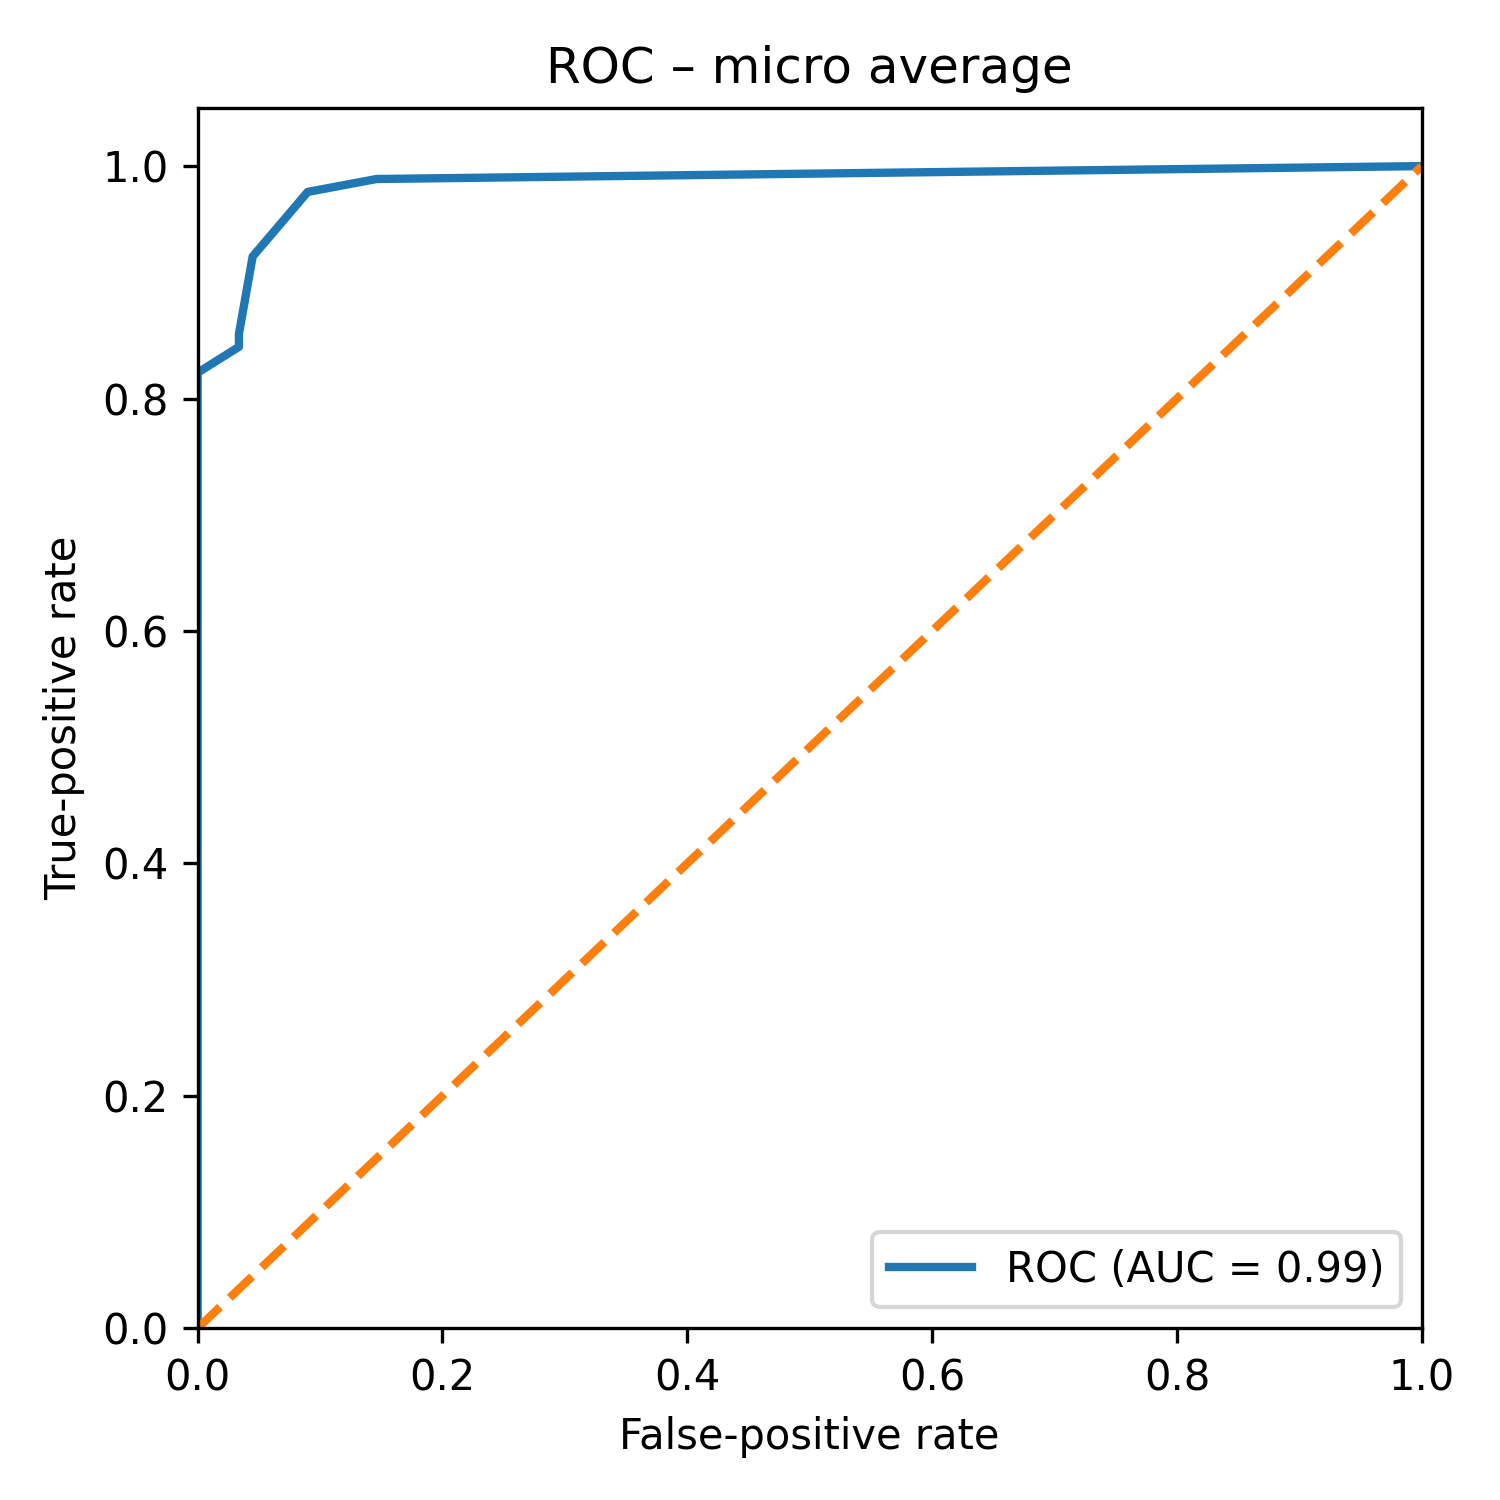 ROC – micro average
1.0
0.8
0.6
0.4
0.2
0.0
True-positive rate
ROC (AUC = 0.99)
0.0 0.2 0.4 0.6 0.8 1.0
False-positive rate